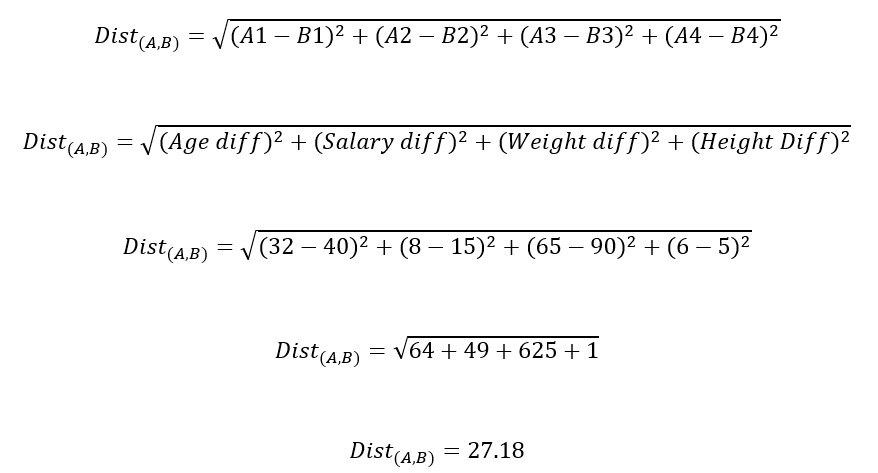 Dist(A,B) = √(A1 − B1)² + (A2 − B2)² + (A3 − B3)² + (A4 − B4)²
Dist(A,B) = √(Age diff)² + (Salary diff)² + (Weight diff)² + (Height Diff)²
Dist(A,B) = √(32 − 40)² + (8 − 15)² + (65 − 90)² + (6 − 5)²
Dist(A,B) = √64 + 49 + 625 + 1
Dist(A,B) = 27.18